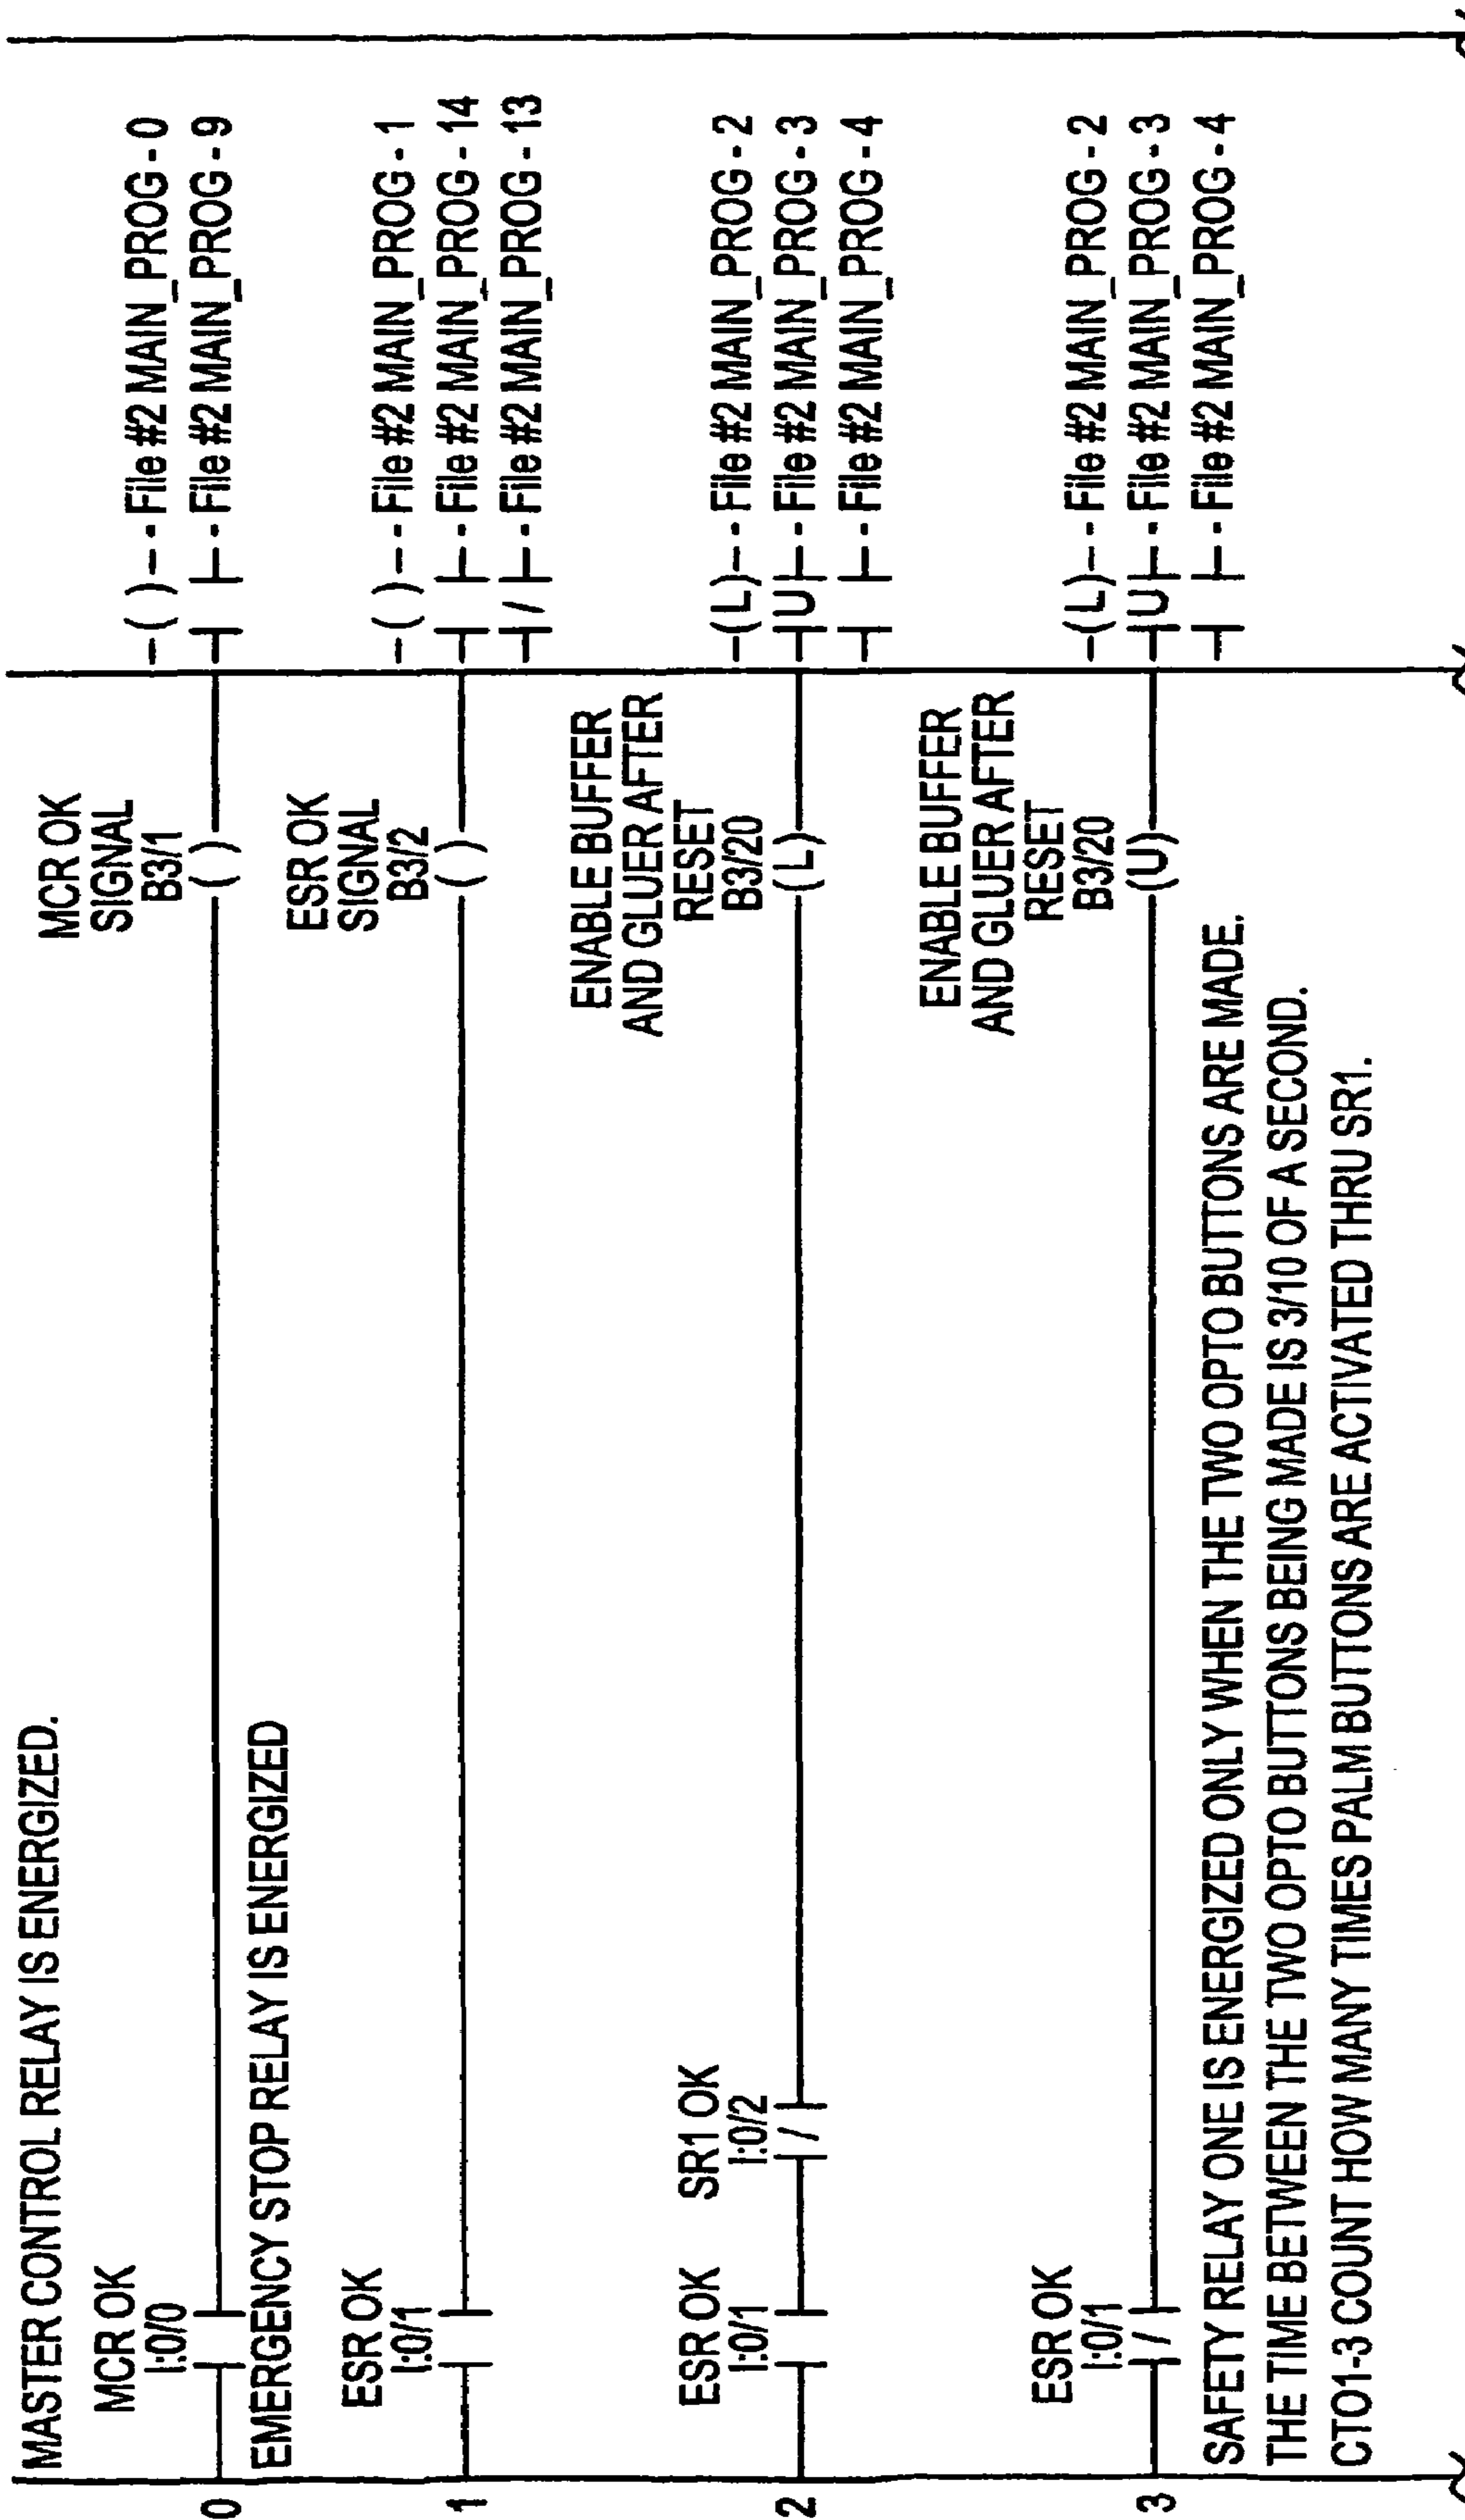 MASTER CONTROL RELAY IS ENERGIZED.
MCR OK
I:0/0
MCR OK
SIGNAL
B3/1
0
( )
-( )-- File #2 MAIN_PROG - 0
-| |-- File #2 MAIN_PROG - 9
EMERGENCY STOP RELAY IS ENERGIZED
ESR OK
I:0/1
ESR OK
SIGNAL
B3/2
1
( )
-( )-- File #2 MAIN_PROG - 1
-| |-- File #2 MAIN_PROG - 14
-|/|-- File #2 MAIN_PROG - 13
ESR OK
I:0/1
SR1 OK
I:0/2
/
ENABLE BUFFER
AND GLUER AFTER
RESET
B3/20
2
(L)
-(L)-- File #2 MAIN_PROG - 2
-|U|-- File #2 MAIN_PROG - 3
-| |-- File #2 MAIN_PROG - 4
ESR OK
I:0/1
/
ENABLE BUFFER
AND GLUER AFTER
RESET
B3/20
3
(U)
-(L)-- File #2 MAIN_PROG - 2
-|U|-- File #2 MAIN_PROG - 3
-| |-- File #2 MAIN_PROG - 4
SAFETY RELAY ONE IS ENERGIZED ONLY WHEN THE TWO OPTO BUTTONS ARE MADE.
THE TIME BETWEEN THE TWO OPTO BUTTONS BEING MADE IS 3/10 OF A SECOND.
CTO1-3 COUNT HOW MANY TIMES PALM BUTTONS ARE ACTIVATED THRU SR1.